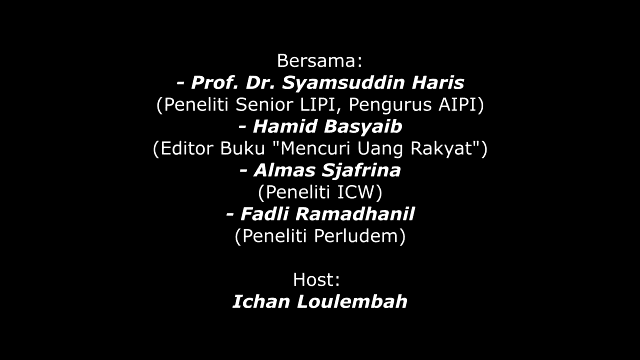 Bersama:
- Prof. Dr. Syamsuddin Haris
(Peneliti Senior LIPI, Pengurus AIPI)
- Hamid Basyaib
(Editor Buku "Mencuri Uang Rakyat")
- Almas Sjafrina
(Peneliti ICW)
- Fadli Ramadhanil
(Peneliti Perludem)
Host:
Ichan Loulembah